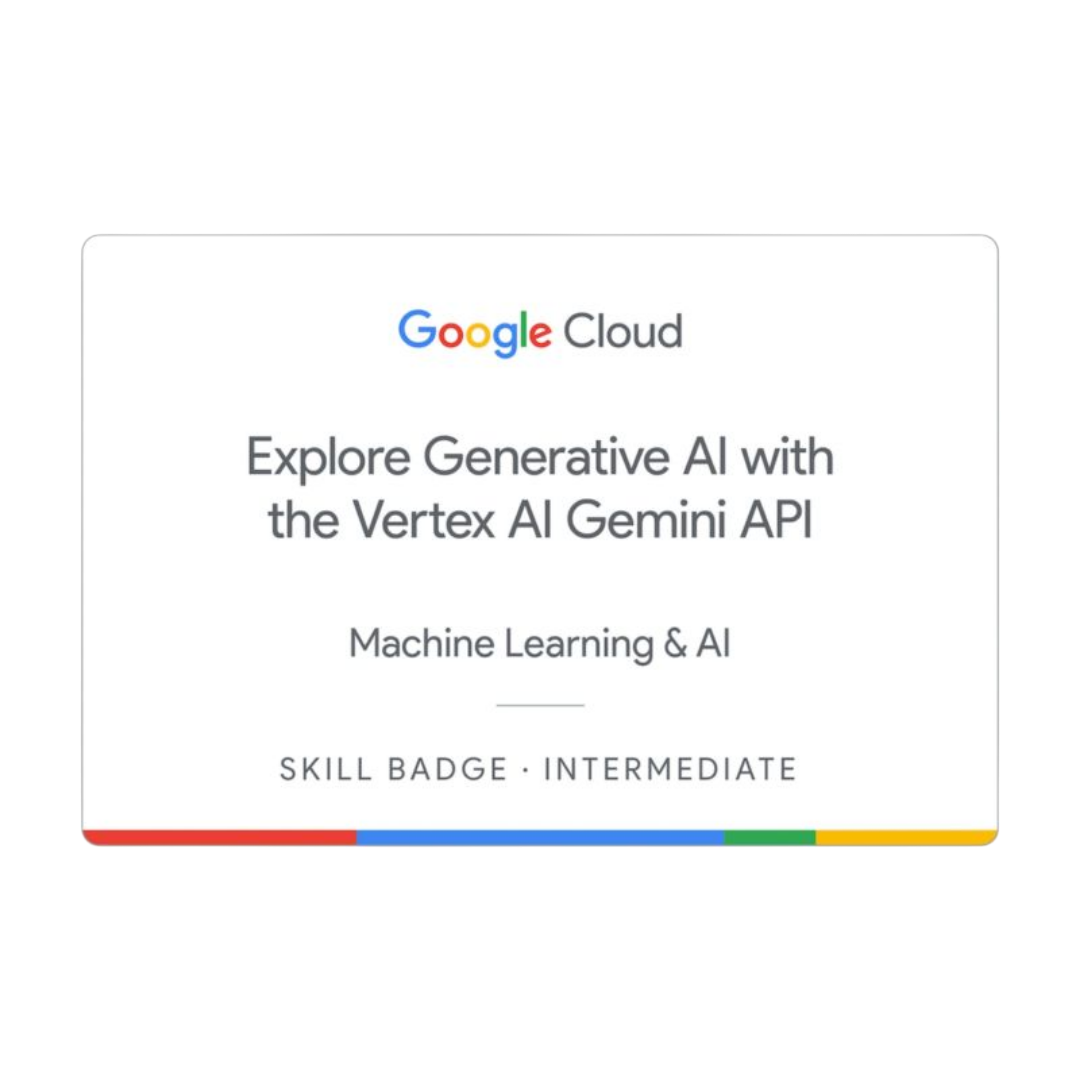 Google Cloud
Explore Generative AI with
the Vertex AI Gemini API
Machine Learning & AI
SKILL BADGE · INTERMEDIATE